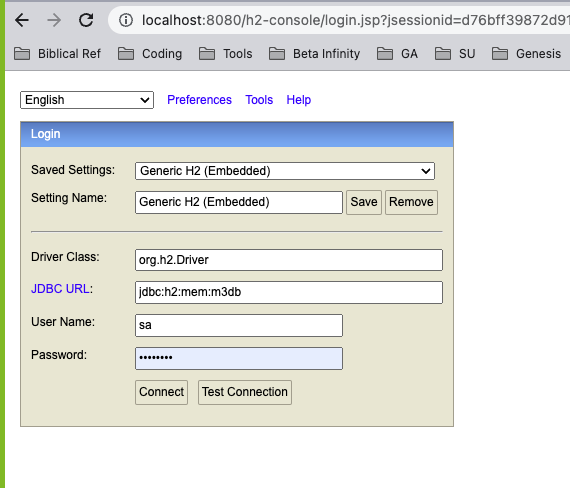 localhost:8080/h2-console/login.jsp?jsessionid=d76bff39872d91
Biblical Ref Coding Tools Beta Infinity GA SU Genesis
English Preferences Tools Help
Login
Saved Settings: Generic H2 (Embedded)
Setting Name: Generic H2 (Embedded) Save Remove
Driver Class: org.h2.Driver
JDBC URL: jdbc:h2:mem:m3db
User Name: sa
Password: ••••••••
Connect Test Connection